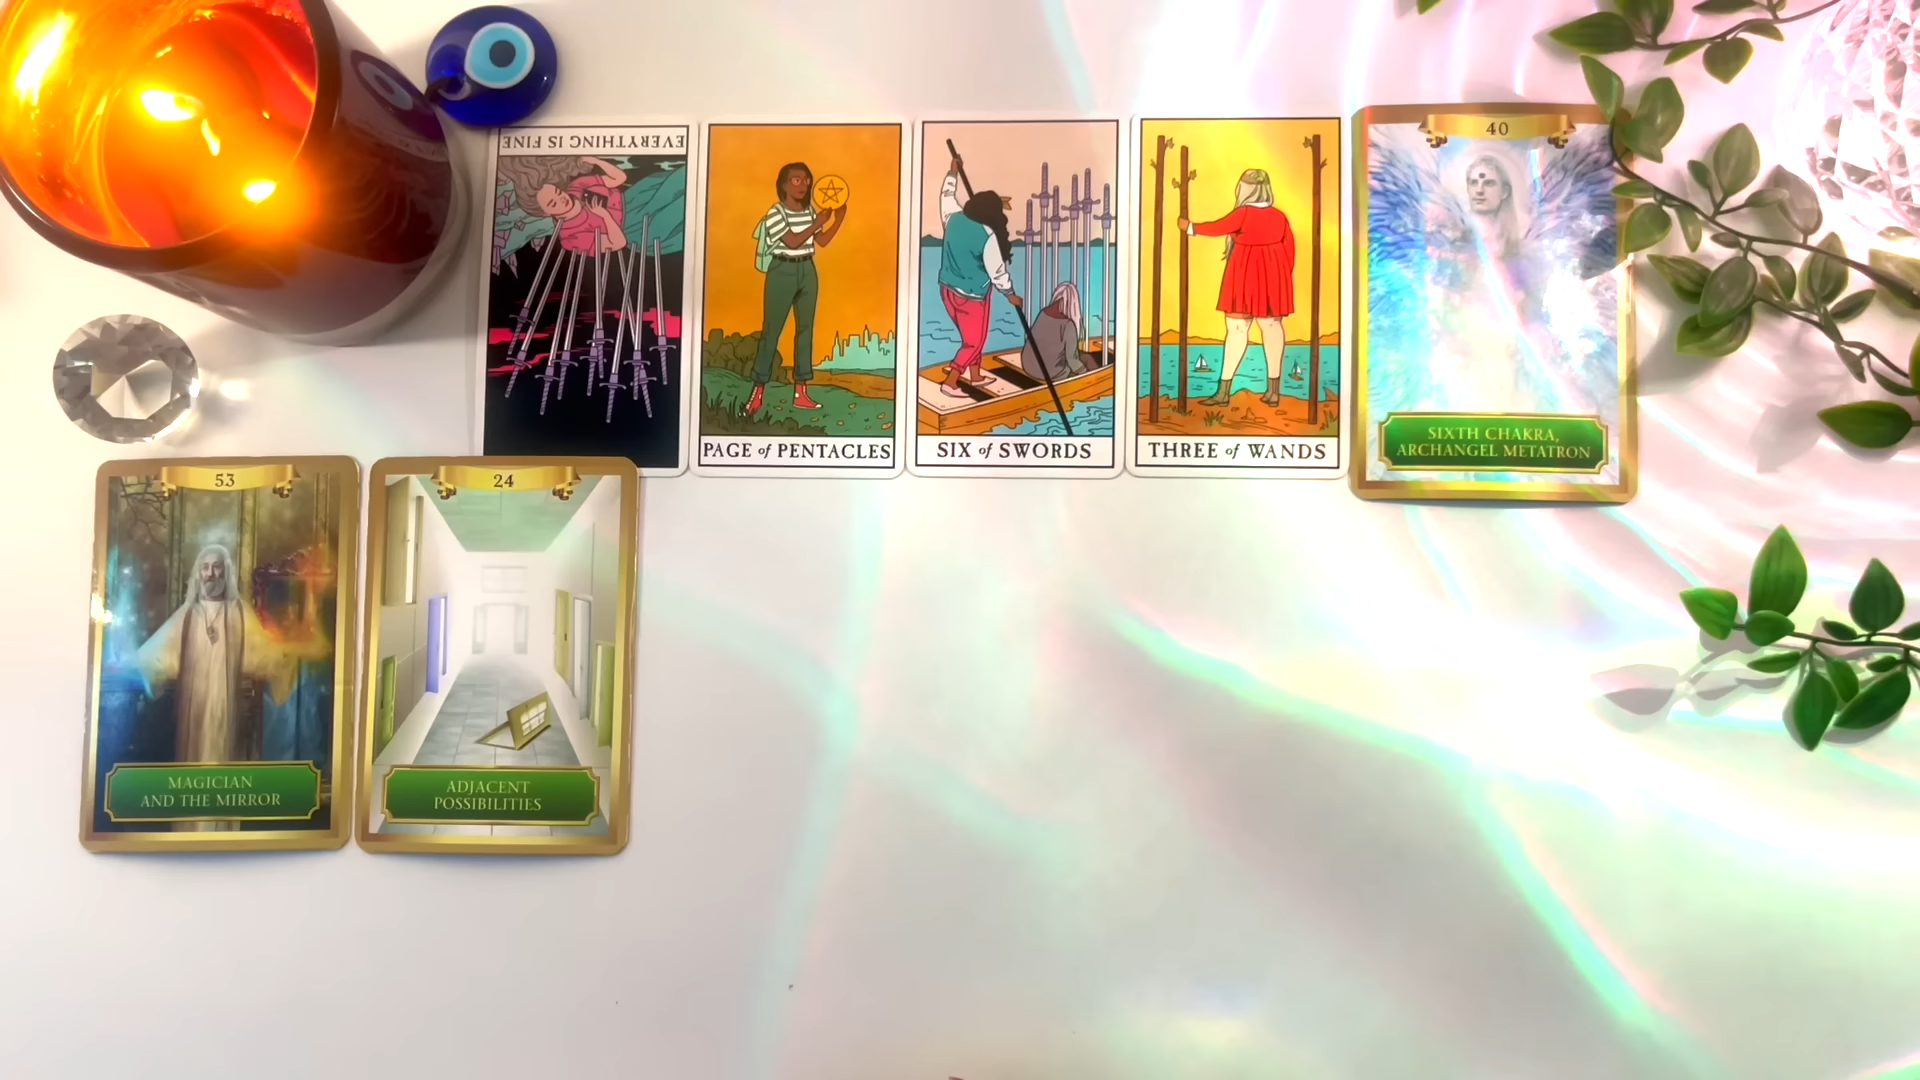 EVERYTHING IS FINE
PAGE of PENTACLES
SIX of SWORDS
THREE of WANDS
40
SIXTH CHAKRA,
ARCHANGEL METATRON
53
MAGICIAN
AND THE MIRROR
24
ADJACENT
POSSIBILITIES